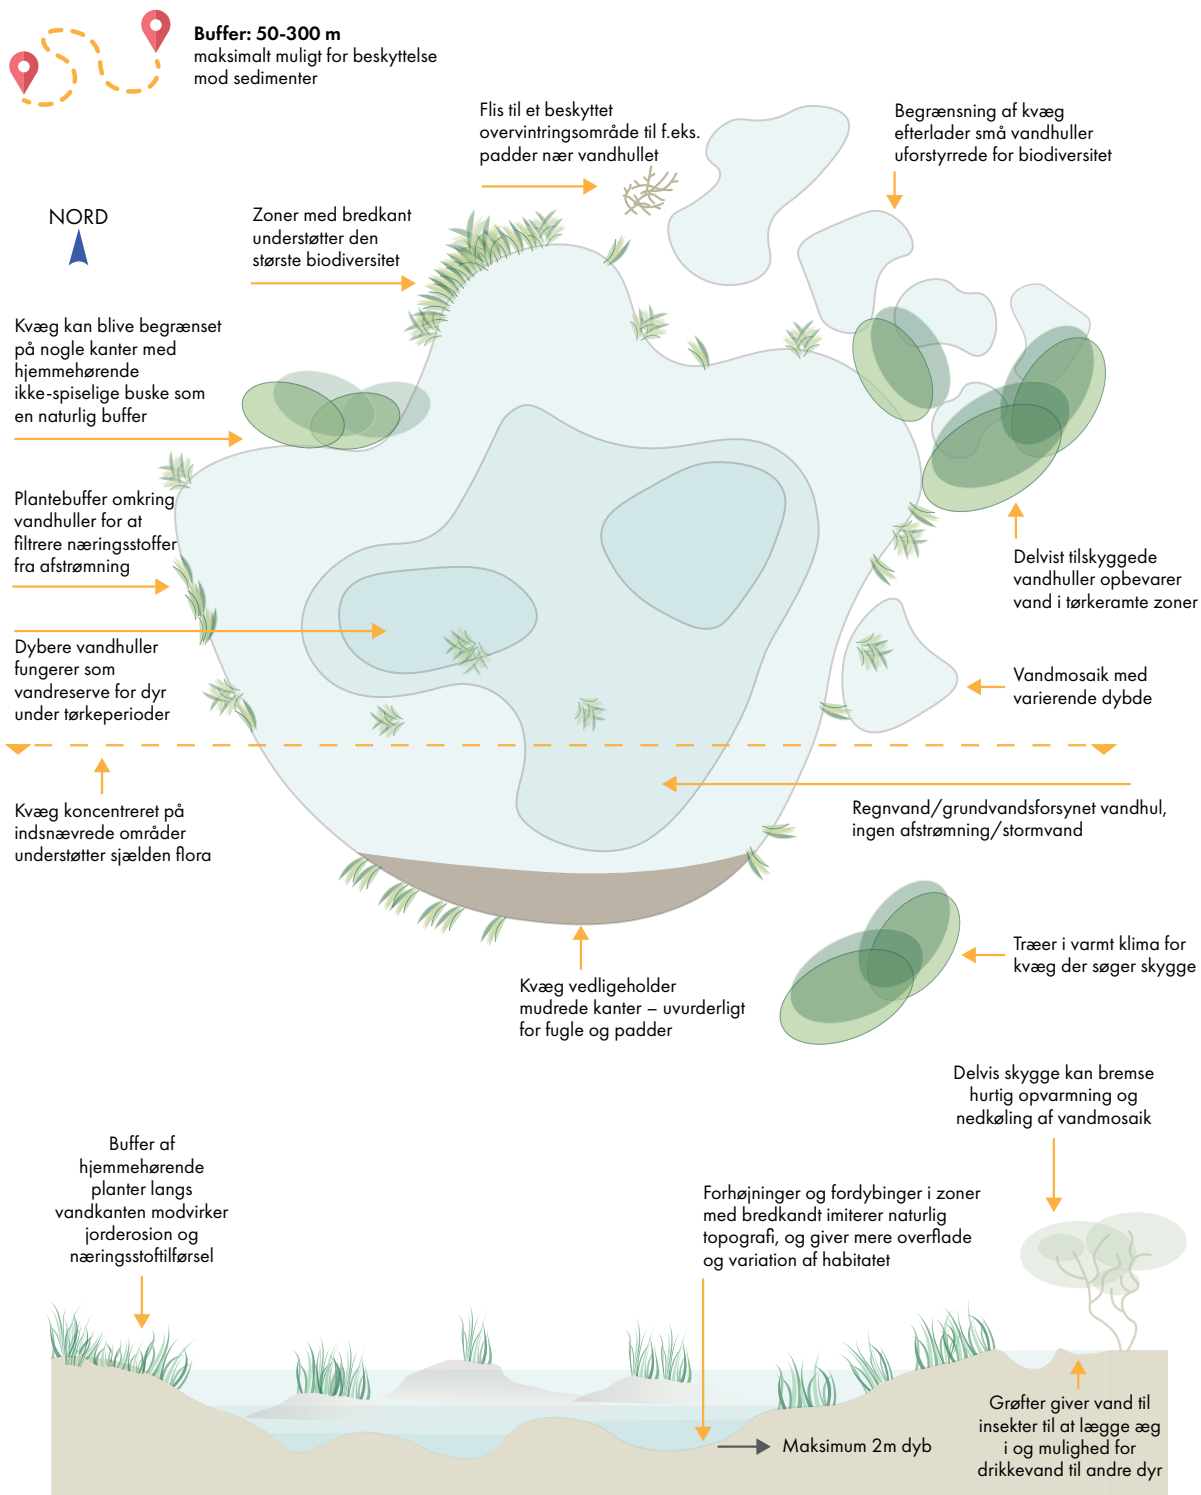 Buffer: 50-300 m
maksimalt muligt for beskyttelse
mod sedimenter
Flis til et beskyttet
overvintringsområde til f.eks.
padder nær vandhullet
Begrænsning af kvæg
efterlader små vandhuller
uforstyrrede for biodiversitet
NORD
Zoner med bredkant
understøtter den
største biodiversitet
Kvæg kan blive begrænset
på nogle kanter med
hjemmehørende
ikke-spiselige buske som
en naturlig buffer
Plantebuffer omkring
vandhuller for at
filtrere næringsstoffer
fra afstrømning
Delvist tilskyggede
vandhuller opbevarer
vand i tørkeramte zoner
Dybere vandhuller
fungerer som
vandreserve for dyr
under tørkeperioder
Vandmosaik med
varierende dybde
Kvæg koncentreret på
indsnævrede områder
understøtter sjælden flora
Regnvand/grundvandsforsynet vandhul,
ingen afstrømning/stormvand
Træer i varmt klima for
kvæg der søger skygge
Kvæg vedligeholder
mudrede kanter – uvurderligt
for fugle og padder
Delvis skygge kan bremse
hurtig opvarmning og
nedkøling af vandmosaik
Buffer af
hjemmehørende
planter langs
vandkanten modvirker
jorderosion og
næringsstoftilførsel
Forhøjninger og fordybinger i zoner
med bredkandt imiterer naturlig
topografi, og giver mere overflade
og variation af habitatet
Maksimum 2m dyb
Grøfter giver vand til
insekter til at lægge æg
i og mulighed for
drikkevand til andre dyr